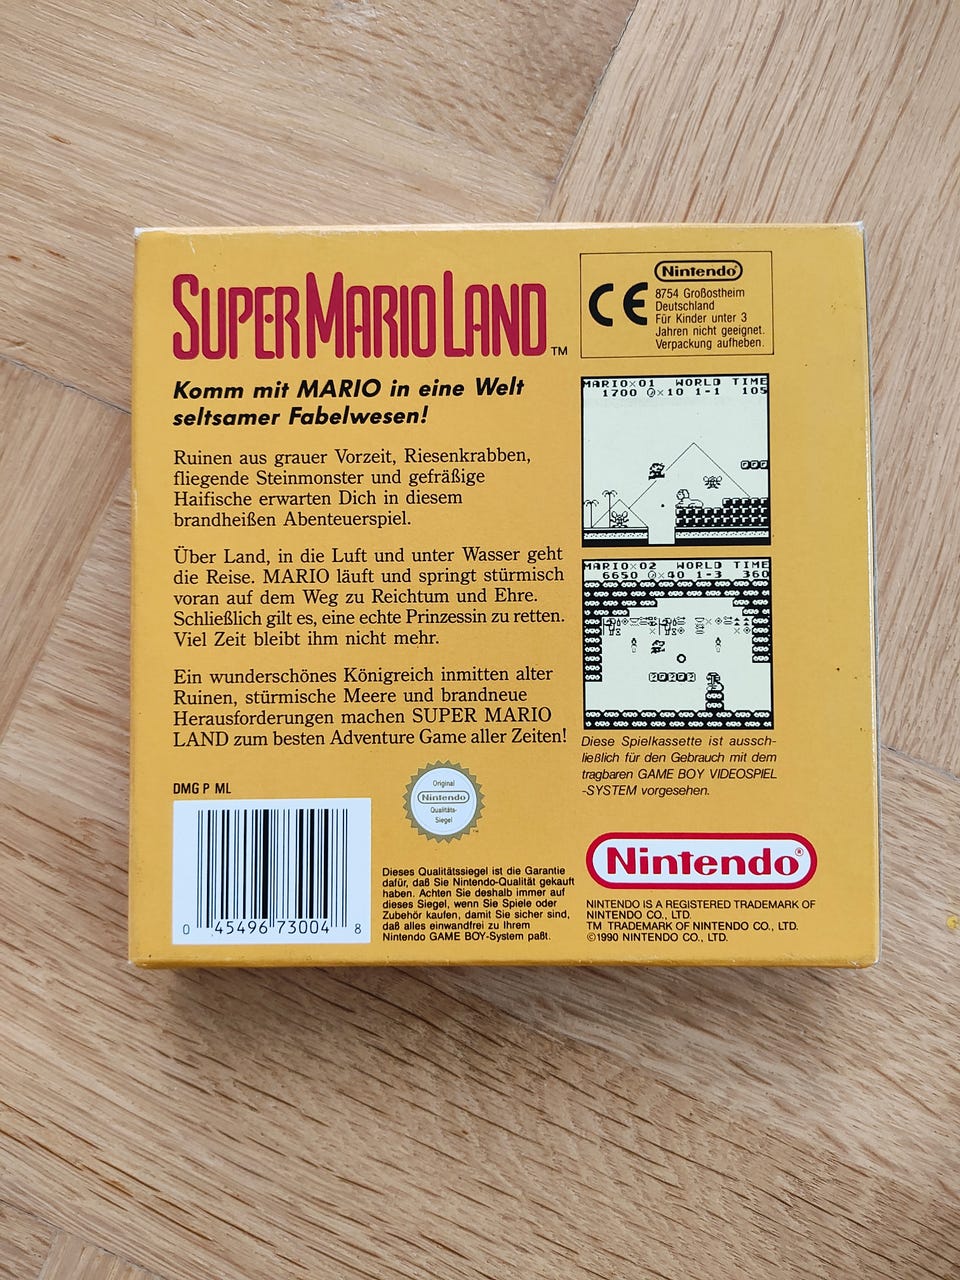 SUPER MARIO LAND™
Komm mit MARIO in eine Welt
seltsamer Fabelwesen!
Ruinen aus grauer Vorzeit, Riesenkrabben,
fliegende Steinmonster und gefräßige
Haifische erwarten Dich in diesem
brandheißen Abenteuerspiel.
Über Land, in die Luft und unter Wasser geht
die Reise. MARIO läuft und springt stürmisch
voran auf dem Weg zu Reichtum und Ehre.
Schließlich gilt es, eine echte Prinzessin zu retten.
Viel Zeit bleibt ihm nicht mehr.
Ein wunderschönes Königreich inmitten alter
Ruinen, stürmische Meere und brandneue
Herausforderungen machen SUPER MARIO
LAND zum besten Adventure Game aller Zeiten!
DMG P ML
0 45496 73004 8
Original
Nintendo
Qualitäts-
Siegel
™
Dieses Qualitätssiegel ist die Garantie
dafür, daß Sie Nintendo-Qualität gekauft
haben. Achten Sie deshalb immer auf
dieses Siegel, wenn Sie Spiele oder
Zubehör kaufen, damit Sie sicher sind,
daß alles einwandfrei zu Ihrem
Nintendo GAME BOY-System paßt.
CE
Nintendo®
8754 Großostheim
Deutschland
Für Kinder unter 3
Jahren nicht geeignet.
Verpackung aufheben.
MARIO×01 WORLD TIME
1700 ×10 1-1 105
MARIO×02 WORLD TIME
6650 ×40 1-3 360
Diese Spielkassette ist aussch-
ließlich für den Gebrauch mit dem
tragbaren GAME BOY VIDEOSPIEL
-SYSTEM vorgesehen.
Nintendo®
NINTENDO IS A REGISTERED TRADEMARK OF
NINTENDO CO., LTD.
TM TRADEMARK OF NINTENDO CO., LTD.
©1990 NINTENDO CO., LTD.